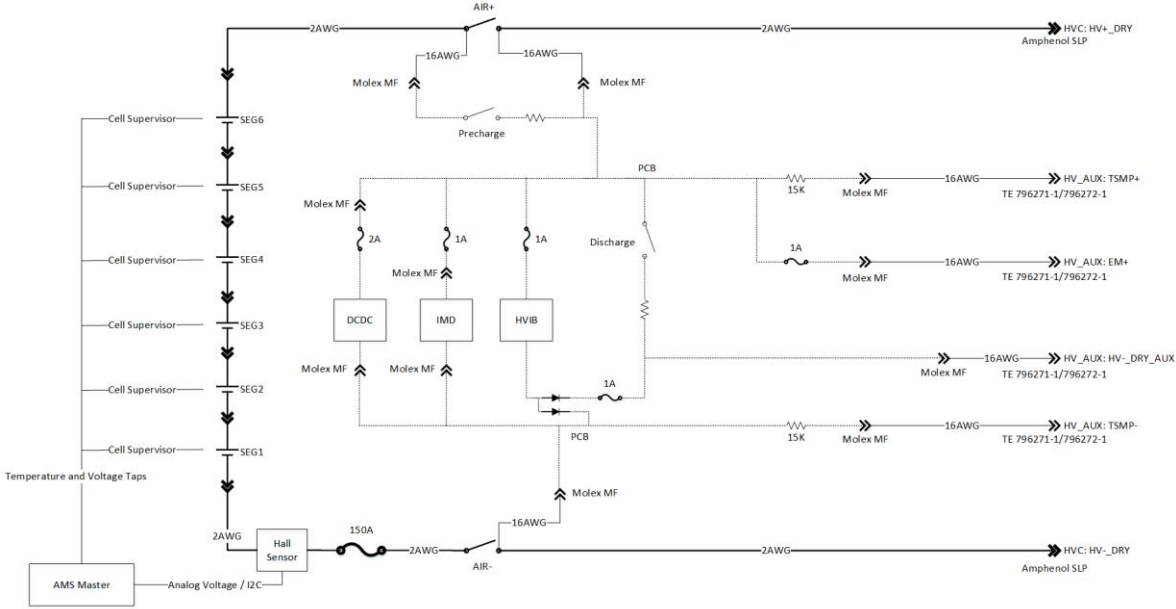 AIR+
2AWG
2AWG
HVC: HV+_DRY
Amphenol SLP
16AWG
16AWG
Molex MF
Molex MF
Cell Supervisor
SEG6
Precharge
PCB
Cell Supervisor
SEG5
15K
Molex MF
16AWG
HV_AUX: TSMP+
TE 796271-1/796272-1
Molex MF
2A
1A
1A
Discharge
1A
Cell Supervisor
SEG4
Molex MF
Molex MF
16AWG
HV_AUX: EM+
TE 796271-1/796272-1
Cell Supervisor
SEG3
DCDC
IMD
HVIB
Molex MF
Molex MF
Molex MF
16AWG
HV_AUX: HV-_DRY_AUX
TE 796271-1/796272-1
Cell Supervisor
SEG2
1A
PCB
15K
Molex MF
16AWG
HV_AUX: TSMP-
TE 796271-1/796272-1
Cell Supervisor
SEG1
Temperature and Voltage Taps
Molex MF
16AWG
2AWG
Hall
Sensor
150A
2AWG
AIR-
2AWG
HVC: HV-_DRY
Amphenol SLP
AMS Master
Analog Voltage / I2C